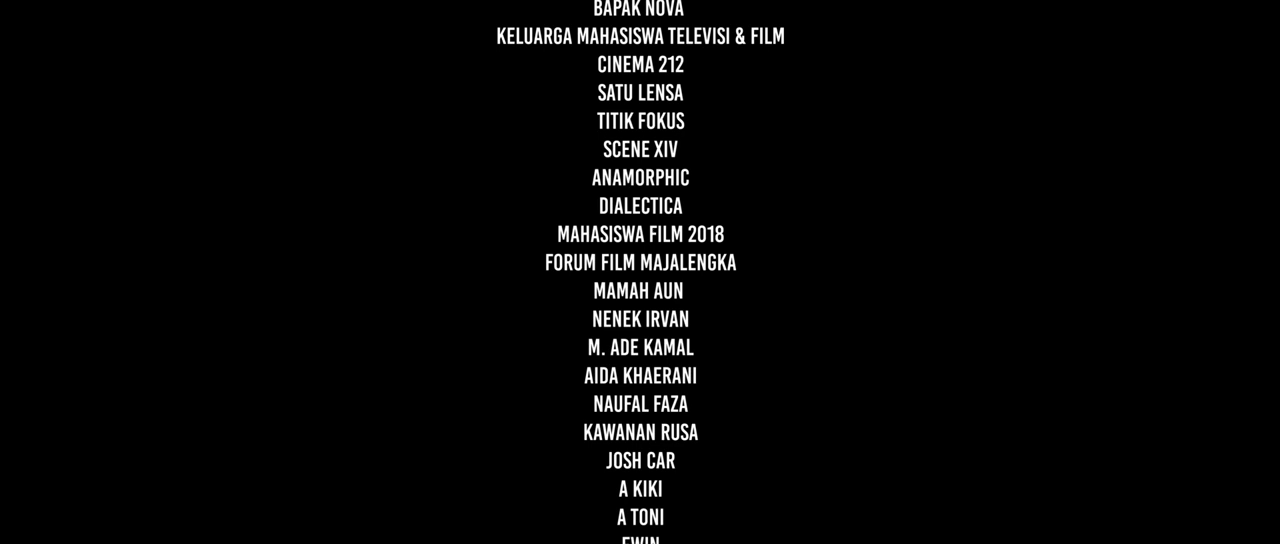 BAPAK NOVA
KELUARGA MAHASISWA TELEVISI & FILM
CINEMA 212
SATU LENSA
TITIK FOKUS
SCENE XIV
ANAMORPHIC
DIALECTICA
MAHASISWA FILM 2018
FORUM FILM MAJALENGKA
MAMAH AUN
NENEK IRVAN
M. ADE KAMAL
AIDA KHAERANI
NAUFAL FAZA
KAWANAN RUSA
JOSH CAR
A KIKI
A TONI